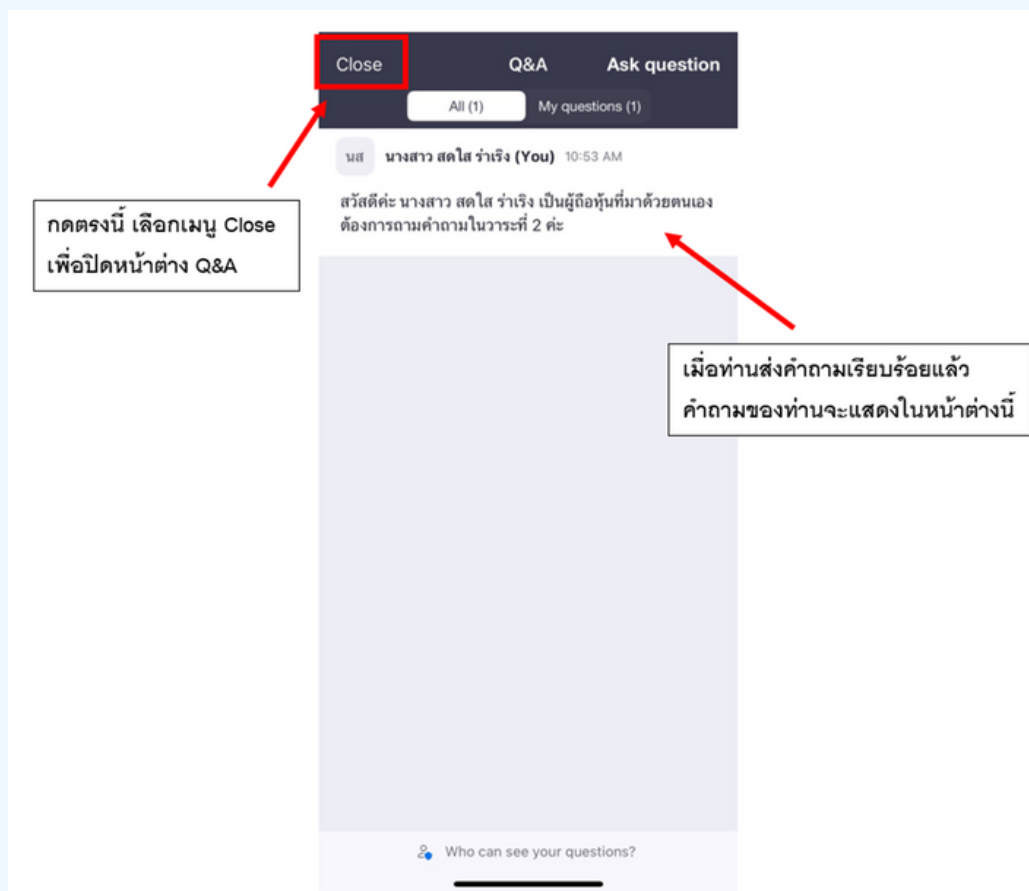 Close Q&A Ask question
All (1) My questions (1)
นส นางสาว สดใส ร่าเริง (You) 10:53 AM
สวัสดีค่ะ นางสาว สดใส ร่าเริง เป็นผู้ถือหุ้นที่มาด้วยตนเอง
ต้องการถามคำถามในวาระที่ 2 ค่ะ
กดตรงนี้ เลือกเมนู Close
เพื่อปิดหน้าต่าง Q&A
เมื่อท่านส่งคำถามเรียบร้อยแล้ว
คำถามของท่านจะแสดงในหน้าต่างนี้
Who can see your questions?